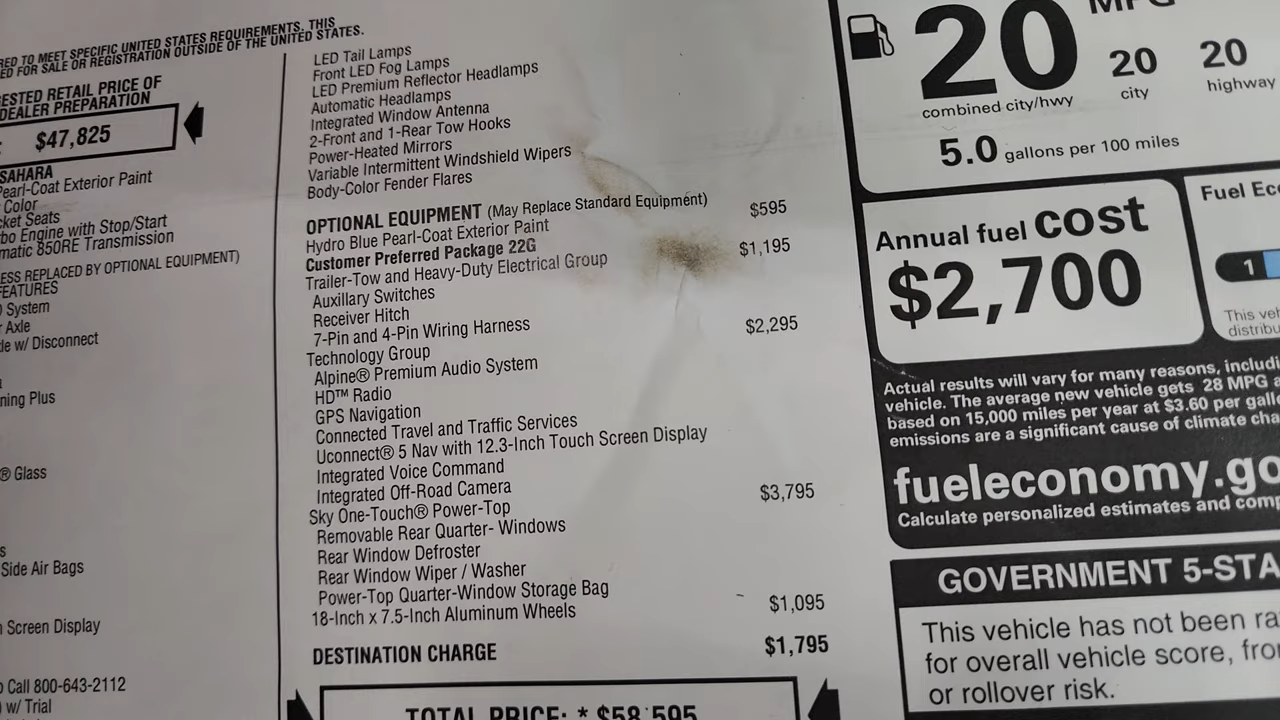 RED TO MEET SPECIFIC UNITED STATES REQUIREMENTS, THIS
ED FOR SALE OR REGISTRATION OUTSIDE OF THE UNITED STATES.
ESTED RETAIL PRICE OF
DEALER PREPARATION
$47,825
SAHARA
Pearl-Coat Exterior Paint
Color
cket Seats
rbo Engine with Stop/Start
matic 850RE Transmission
ESS REPLACED BY OPTIONAL EQUIPMENT)
FEATURES
System
Axle
le w/ Disconnect
ning Plus
® Glass
s
Side Air Bags
Screen Display
Call 800-643-2112
w/ Trial
LED Tail Lamps
Front LED Fog Lamps
LED Premium Reflector Headlamps
Automatic Headlamps
Integrated Window Antenna
2-Front and 1-Rear Tow Hooks
Power-Heated Mirrors
Variable Intermittent Windshield Wipers
Body-Color Fender Flares
OPTIONAL EQUIPMENT (May Replace Standard Equipment)
Hydro Blue Pearl-Coat Exterior Paint $595
Customer Preferred Package 22G
Trailer-Tow and Heavy-Duty Electrical Group $1,195
Auxillary Switches
Receiver Hitch
7-Pin and 4-Pin Wiring Harness
Technology Group $2,295
Alpine® Premium Audio System
HD™ Radio
GPS Navigation
Connected Travel and Traffic Services
Uconnect® 5 Nav with 12.3-Inch Touch Screen Display
Integrated Voice Command
Integrated Off-Road Camera
Sky One-Touch® Power-Top $3,795
Removable Rear Quarter- Windows
Rear Window Defroster
Rear Window Wiper / Washer
Power-Top Quarter-Window Storage Bag
18-Inch x 7.5-Inch Aluminum Wheels $1,095
DESTINATION CHARGE $1,795
TOTAL PRICE: * $58,595
MPG
20
combined city/hwy
20
city
20
highway
5.0 gallons per 100 miles
Annual fuel cost
$2,700
Fuel Eco
1
This veh
distribu
Actual results will vary for many reasons, includi
vehicle. The average new vehicle gets 28 MPG a
based on 15,000 miles per year at $3.60 per gallo
emissions are a significant cause of climate cha
fueleconomy.go
Calculate personalized estimates and comp
GOVERNMENT 5-STA
This vehicle has not been ra
for overall vehicle score, fro
or rollover risk.